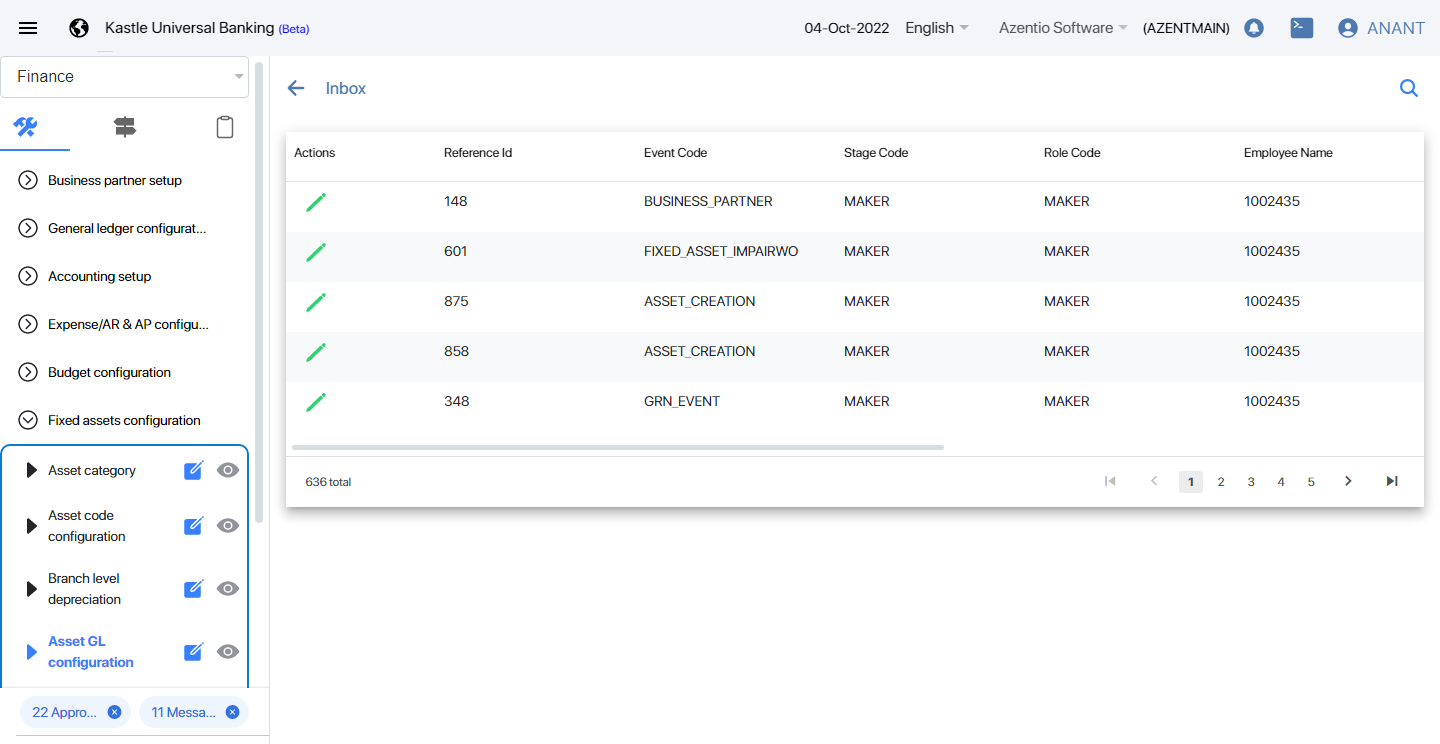 Kastle Universal Banking (Beta)
04-Oct-2022 English Azentio Software (AZENTMAIN) ANANT
Finance
Business partner setup
General ledger configurat...
Accounting setup
Expense/AR & AP configu...
Budget configuration
Fixed assets configuration
Asset category
Asset code
configuration
Branch level
depreciation
Asset GL
configuration
22 Appro... 11 Messa...
Inbox
Actions Reference Id Event Code Stage Code Role Code Employee Name
148 BUSINESS_PARTNER MAKER MAKER 1002435
601 FIXED_ASSET_IMPAIRWO MAKER MAKER 1002435
875 ASSET_CREATION MAKER MAKER 1002435
858 ASSET_CREATION MAKER MAKER 1002435
348 GRN_EVENT MAKER MAKER 1002435
636 total 1 2 3 4 5